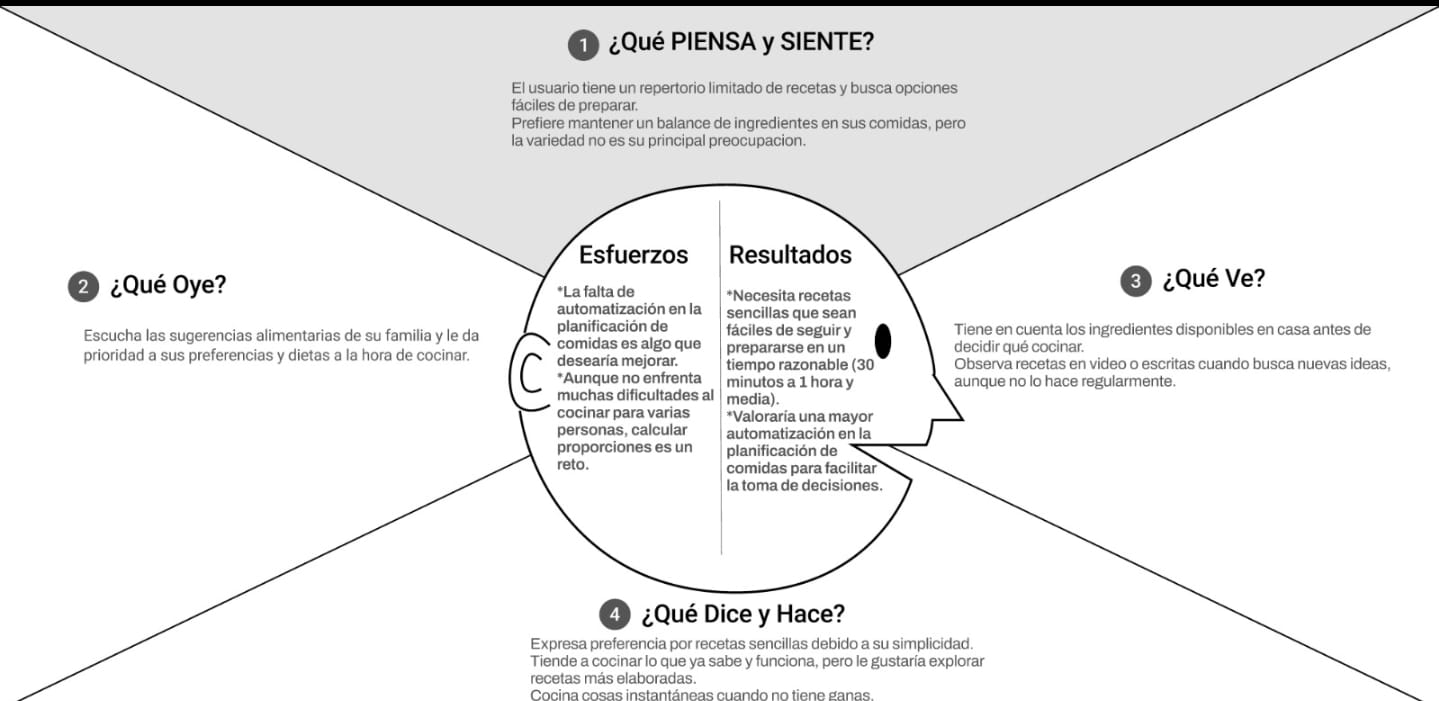 1 ¿Qué PIENSA y SIENTE?
El usuario tiene un repertorio limitado de recetas y busca opciones
fáciles de preparar.
Prefiere mantener un balance de ingredientes en sus comidas, pero
la variedad no es su principal preocupacion.
2 ¿Qué Oye?
Escucha las sugerencias alimentarias de su familia y le da
prioridad a sus preferencias y dietas a la hora de cocinar.
Esfuerzos
*La falta de
automatización en la
planificación de
comidas es algo que
desearía mejorar.
*Aunque no enfrenta
muchas dificultades al
cocinar para varias
personas, calcular
proporciones es un
reto.
Resultados
*Necesita recetas
sencillas que sean
fáciles de seguir y
prepararse en un
tiempo razonable (30
minutos a 1 hora y
media).
*Valoraría una mayor
automatización en la
planificación de
comidas para facilitar
la toma de decisiones.
3 ¿Qué Ve?
Tiene en cuenta los ingredientes disponibles en casa antes de
decidir qué cocinar.
Observa recetas en video o escritas cuando busca nuevas ideas,
aunque no lo hace regularmente.
4 ¿Qué Dice y Hace?
Expresa preferencia por recetas sencillas debido a su simplicidad.
Tiende a cocinar lo que ya sabe y funciona, pero le gustaría explorar
recetas más elaboradas.
Cocina cosas instantáneas cuando no tiene ganas.